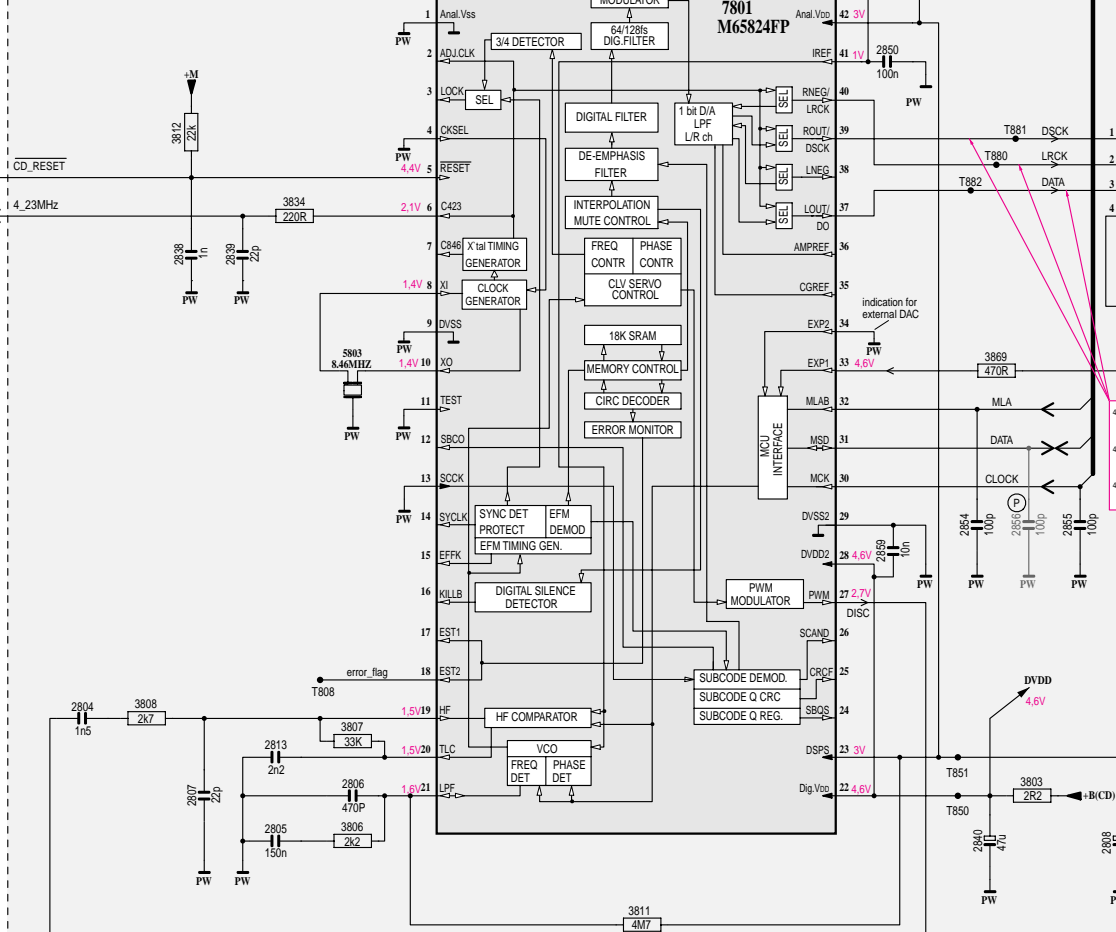 MODULATOR
7801
M65824FP
1 Anal.Vss
PW
Anal.VDD 42 3V
64/128fs
DIG.FILTER
3/4 DETECTOR
2 ADJ.CLK
IREF 41 1V
2850
100n
PW
+M
3 LOCK
SEL
SEL
RNEG/ 40
LRCK
3812
22k
DIGITAL FILTER
1 bit D/A
LPF
L/R ch
4 CKSEL
PW
SEL
ROUT/ 39
DSCK
T881 DSCK 1
CD_RESET
4,4V 5 RESET
DE-EMPHASIS
FILTER
SEL
LNEG 38
T880 LRCK 2
T882 DATA 3
4_23MHz
3834
220R
2,1V 6 C423
INTERPOLATION
MUTE CONTROL
SEL
LOUT/ 37
DO
4
2838
1n
2839
22p
7 C846
X'tal TIMING
GENERATOR
FREQ
CONTR
PHASE
CONTR
AMPREF 36
PW
PW
1,4V 8 XI
CLOCK
GENERATOR
CLV SERVO
CONTROL
CGREF 35
indication for
external DAC
9 DVSS
PW
18K SRAM
EXP2 34
PW
5803
8.46MHZ
1,4V 10 XO
MEMORY CONTROL
EXP1 33 4,6V
3869
470R
PW
11 TEST
PW
CIRC DECODER
MLAB 32
MLA
12 SBCO
ERROR MONITOR
MCU
INTERFACE
MSD 31
DATA
13 SCCK
PW
MCK 30
CLOCK
P
14 SYCLK
SYNC DET
PROTECT
EFM
DEMOD
EFM TIMING GEN.
DVSS2 29
2854
100p
2856
100p
2855
100p
2859
10n
15 EFFK
DVDD2 28 4,6V
PW
PW
PW
PW
16 KILLB
DIGITAL SILENCE
DETECTOR
PWM
MODULATOR
PWM 27 2,7V
DISC
17 EST1
SCAND 26
error_flag
T808
18 EST2
SUBCODE DEMOD.
SUBCODE Q CRC
SUBCODE Q REG.
CRCF 25
DVDD
4,6V
2804
1n5
3808
2k7
1,5V 19 HF
HF COMPARATOR
SBQS 24
3807
33K
2813
2n2
1,5V 20 TLC
VCO
FREQ
DET
PHASE
DET
DSPS 23 3V
T851
2807
22p
2806
470P
1,6V 21 LPF
Dig.VDD 22 4,6V
T850
3803
2R2
+B(CD)
2805
150n
3806
2k2
2840
47u
2808
PW
PW
PW
3811
4M7